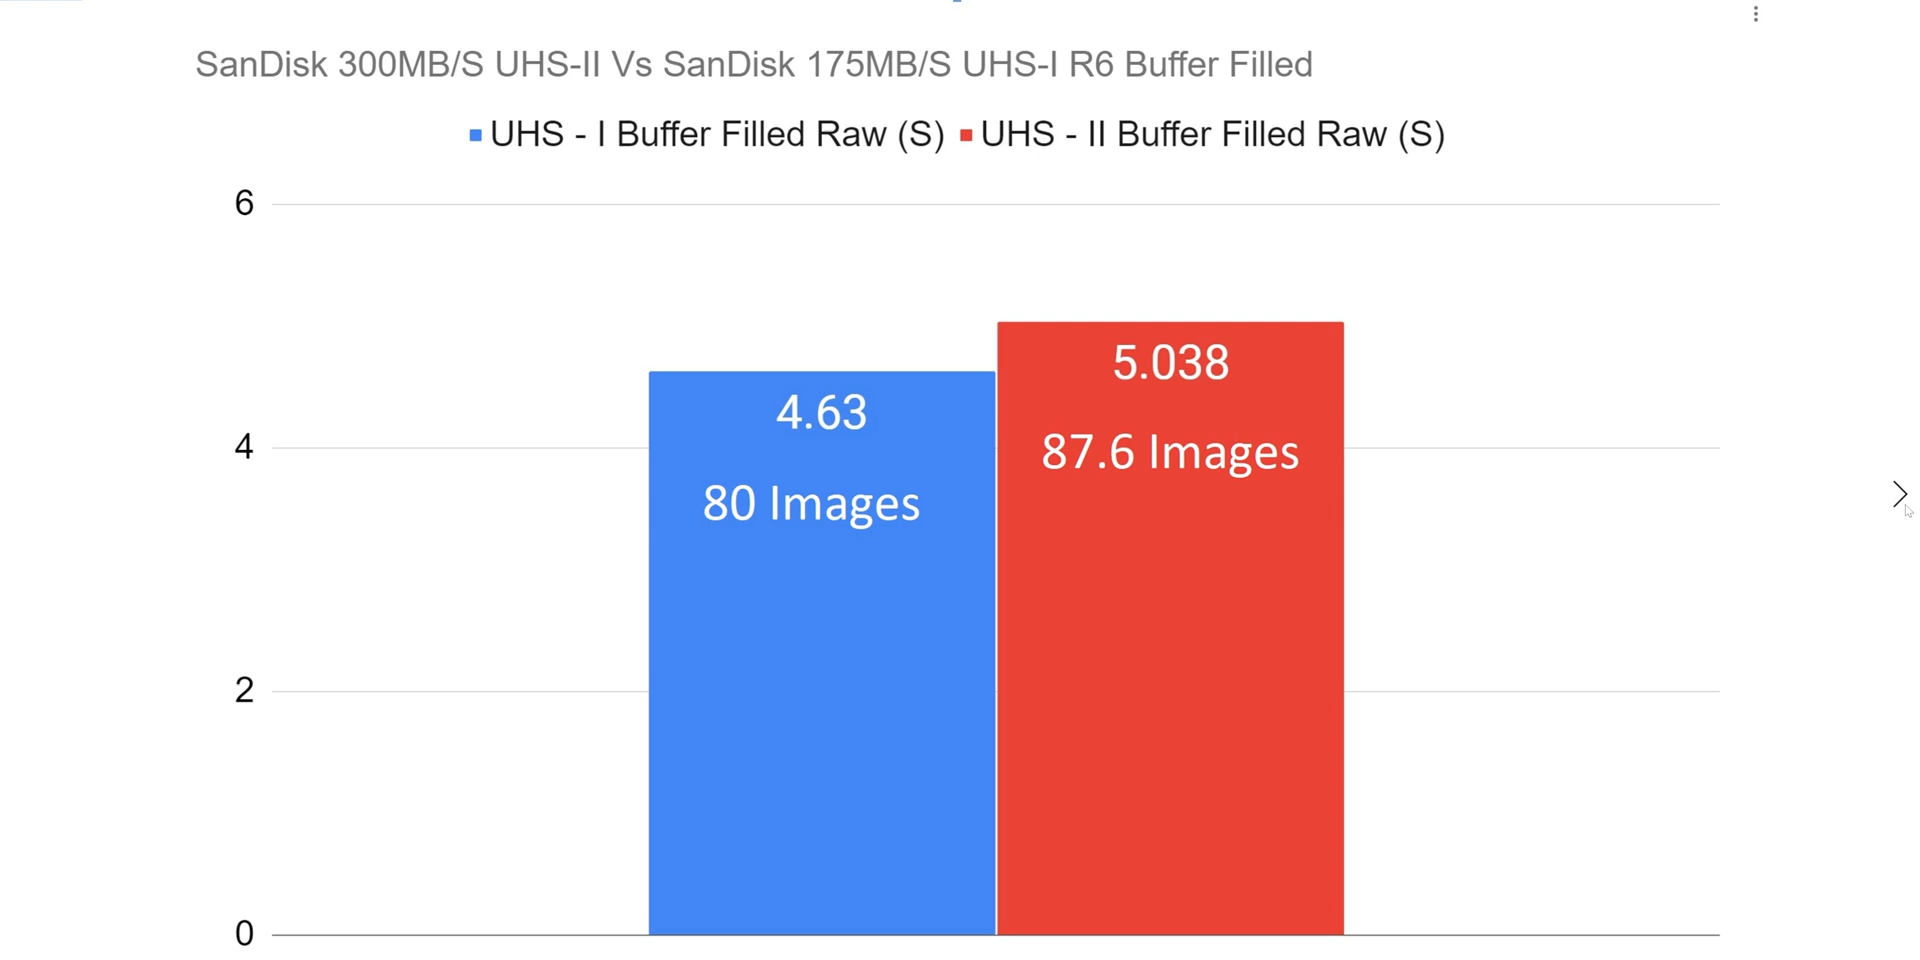 SanDisk 300MB/S UHS-II Vs SanDisk 175MB/S UHS-I R6 Buffer Filled
UHS - I Buffer Filled Raw (S) UHS - II Buffer Filled Raw (S)
6
5.038
4.63
4
87.6 Images
80 Images
2
0